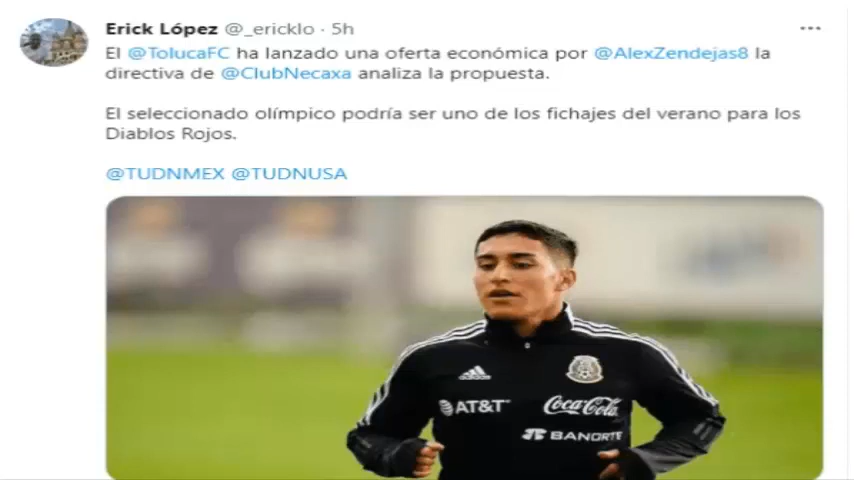 Erick López @_ericklo · 5h
El @TolucaFC ha lanzado una oferta económica por @AlexZendejas8 la
directiva de @ClubNecaxa analiza la propuesta.
El seleccionado olímpico podría ser uno de los fichajes del verano para los
Diablos Rojos.
@TUDNMEX @TUDNUSA
AT&T
Coca-Cola
BANORTE